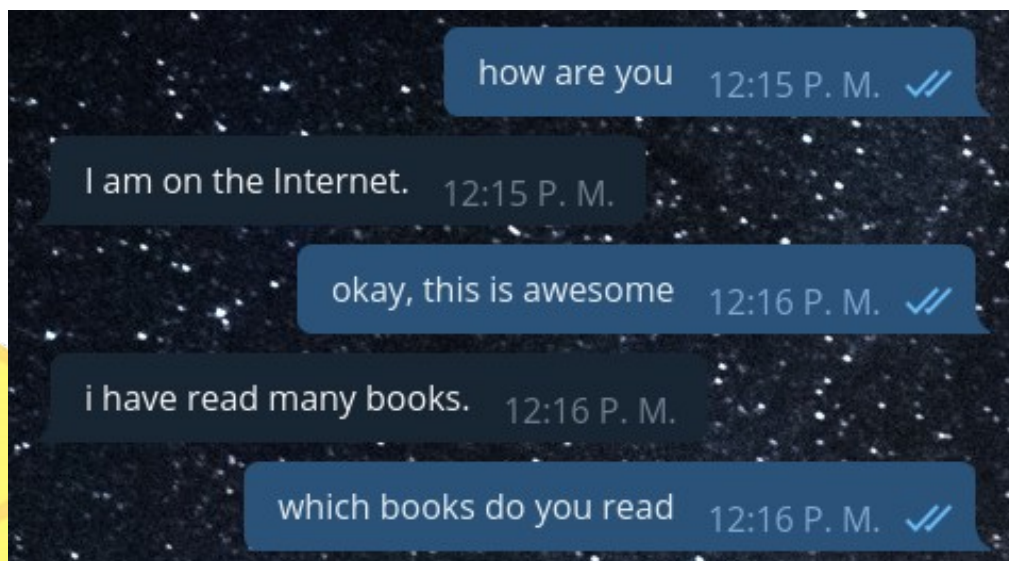 how are you 12:15 P. M.
I am on the Internet. 12:15 P. M.
okay, this is awesome 12:16 P. M.
i have read many books. 12:16 P. M.
which books do you read 12:16 P. M.